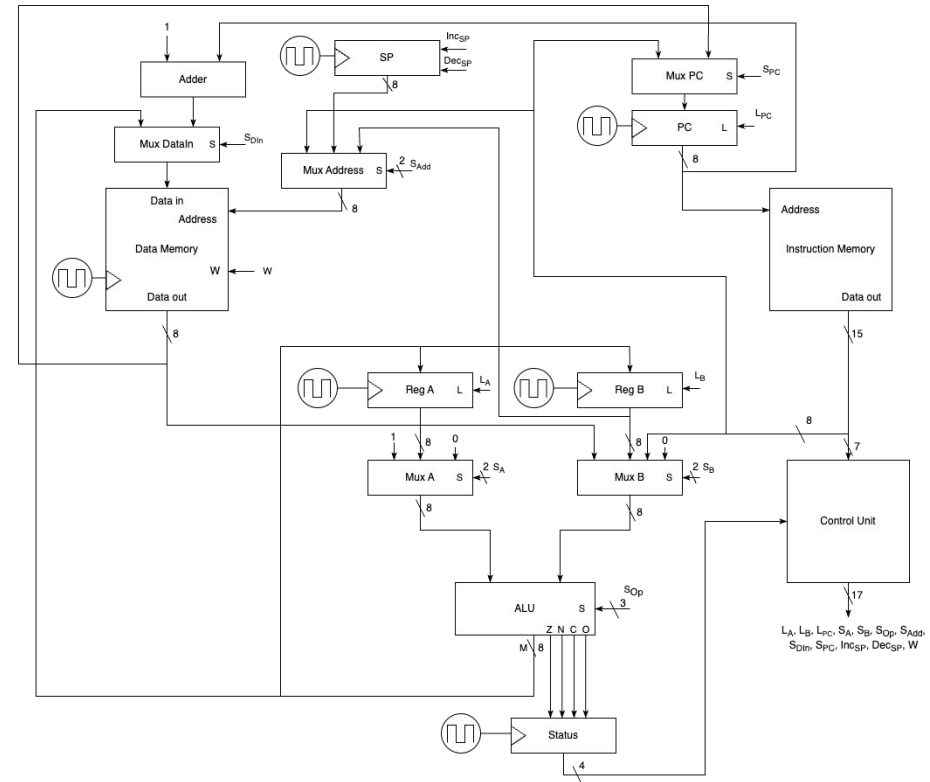 1
Inc_SP
Dec_SP
SP
8
Adder
Mux PC
S
S_PC
PC
L
L_PC
8
Mux DataIn
S
S_DIn
Mux Address
S
2
S_Add
8
Data in
Address
Data Memory
W
W
Data out
8
Address
Instruction Memory
Data out
15
Reg A
L
L_A
Reg B
L
L_B
1
8
0
8
0
8
7
Mux A
S
2
S_A
Mux B
S
2
S_B
8
8
Control Unit
17
L_A, L_B, L_PC, S_A, S_B, S_Op, S_Add,
S_DIn, S_PC, Inc_SP, Dec_SP, W
ALU
S
S_Op
3
Z N C O
M
8
Status
4